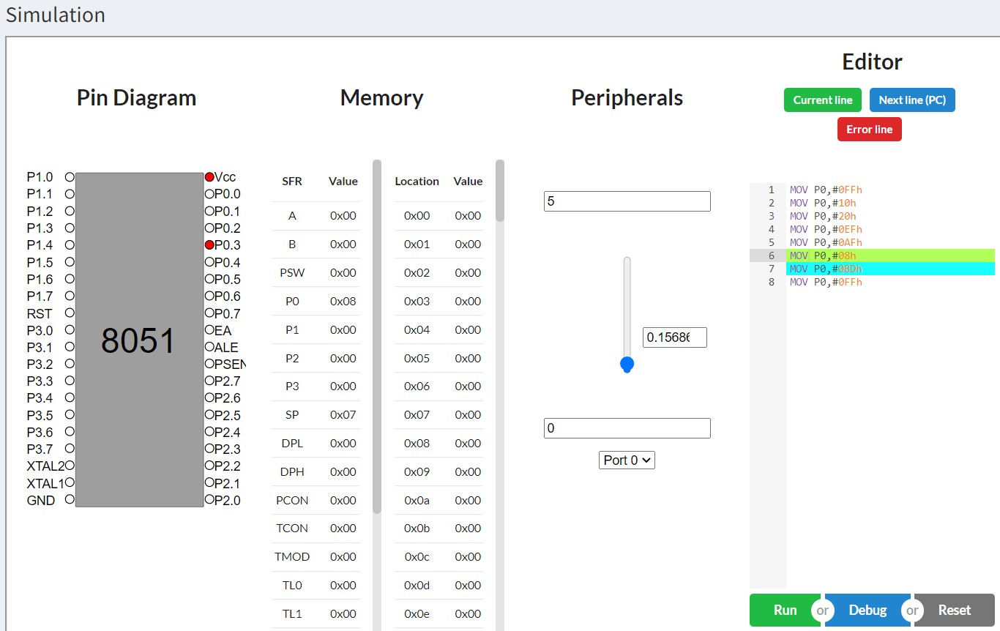 Simulation
Pin Diagram
P1.0 Vcc
P1.1 P0.0
P1.2 P0.1
P1.3 P0.2
P1.4 P0.3
P1.5 P0.4
P1.6 P0.5
P1.7 P0.6
RST P0.7
P3.0 EA
P3.1 ALE
P3.2 PSEN
P3.3 P2.7
P3.4 P2.6
P3.5 P2.5
P3.6 P2.4
P3.7 P2.3
XTAL2 P2.2
XTAL1 P2.1
GND P2.0
8051
Memory
SFR Value
A 0x00
B 0x00
PSW 0x00
P0 0x08
P1 0x00
P2 0x00
P3 0x00
SP 0x07
DPL 0x00
DPH 0x00
PCON 0x00
TCON 0x00
TMOD 0x00
TL0 0x00
TL1 0x00
Location Value
0x00 0x00
0x01 0x00
0x02 0x00
0x03 0x00
0x04 0x00
0x05 0x00
0x06 0x00
0x07 0x00
0x08 0x00
0x09 0x00
0x0a 0x00
0x0b 0x00
0x0c 0x00
0x0d 0x00
0x0e 0x00
Peripherals
5
0.15686
0
Port 0
Editor
Current line Next line (PC)
Error line
1 MOV P0,#0FFh
2 MOV P0,#10h
3 MOV P0,#20h
4 MOV P0,#0EFh
5 MOV P0,#0AFh
6 MOV P0,#08h
7 MOV P0,#0BDh
8 MOV P0,#0FFh
Run or Debug or Reset